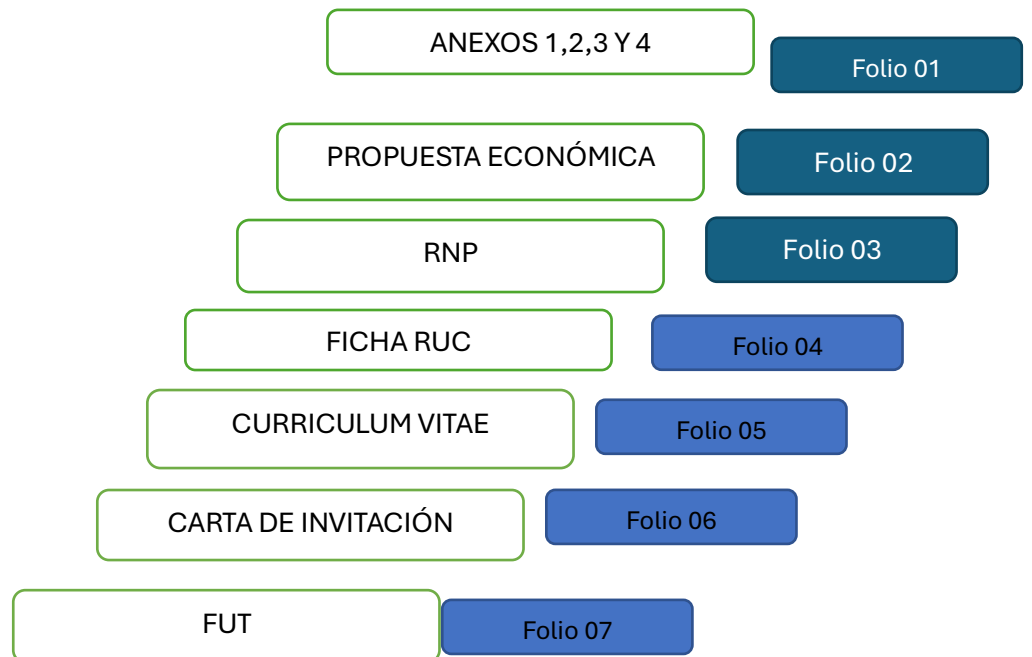 ANEXOS 1,2,3 Y 4
Folio 01
PROPUESTA ECONÓMICA
Folio 02
RNP
Folio 03
FICHA RUC
Folio 04
CURRICULUM VITAE
Folio 05
CARTA DE INVITACIÓN
Folio 06
FUT
Folio 07